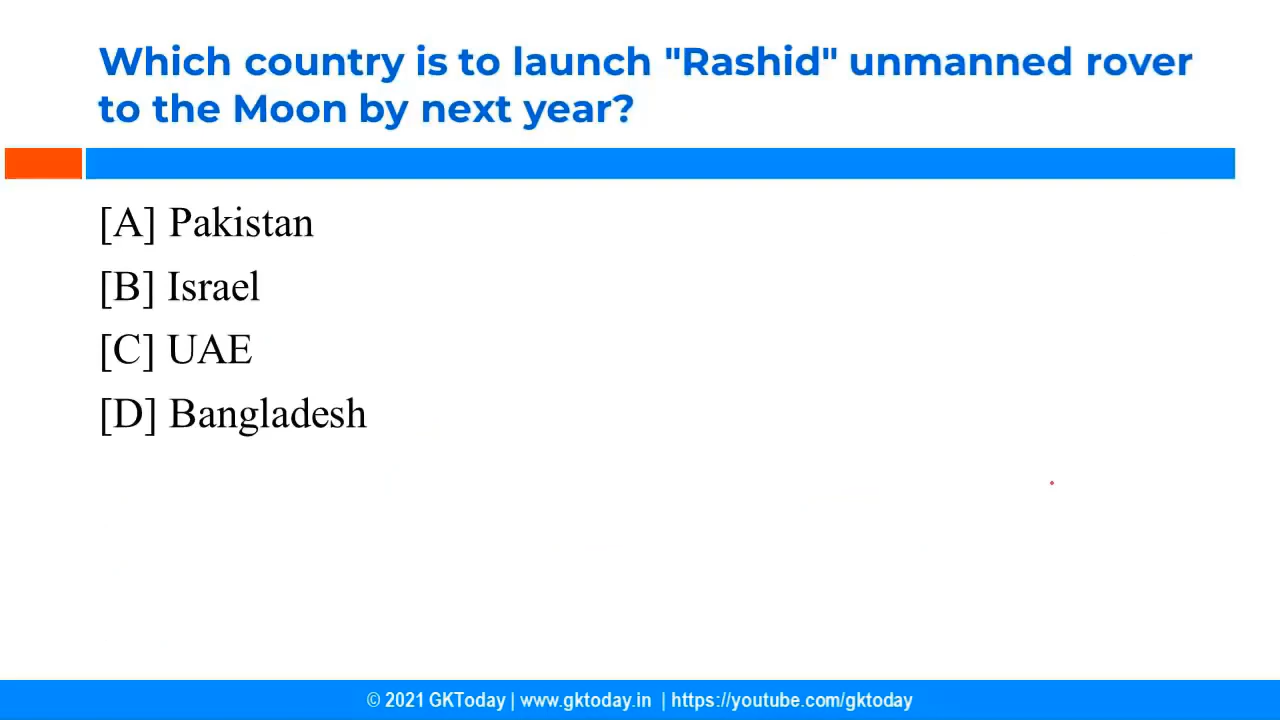 Which country is to launch "Rashid" unmanned rover
to the Moon by next year?
[A] Pakistan
[B] Israel
[C] UAE
[D] Bangladesh
© 2021 GKToday | www.gktoday.in | https://youtube.com/gktoday